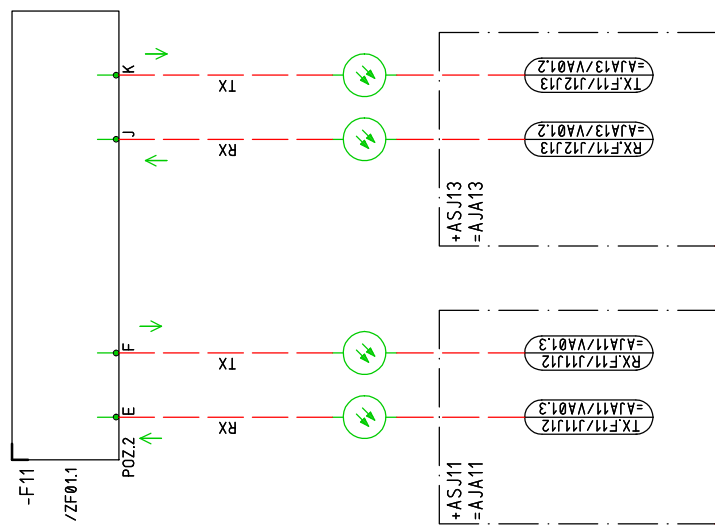 K
TX
TX.F11/J12J13
=AJA13/VA01.2
J
RX
RX.F11/J12J13
=AJA13/VA01.2
+ASJ13
=AJA13
F
TX
RX.F11/J11J12
=AJA11/VA01.3
E
RX
TX.F11/J11J12
=AJA11/VA01.3
+ASJ11
=AJA11
-F11
/ZF01.1
POZ.2